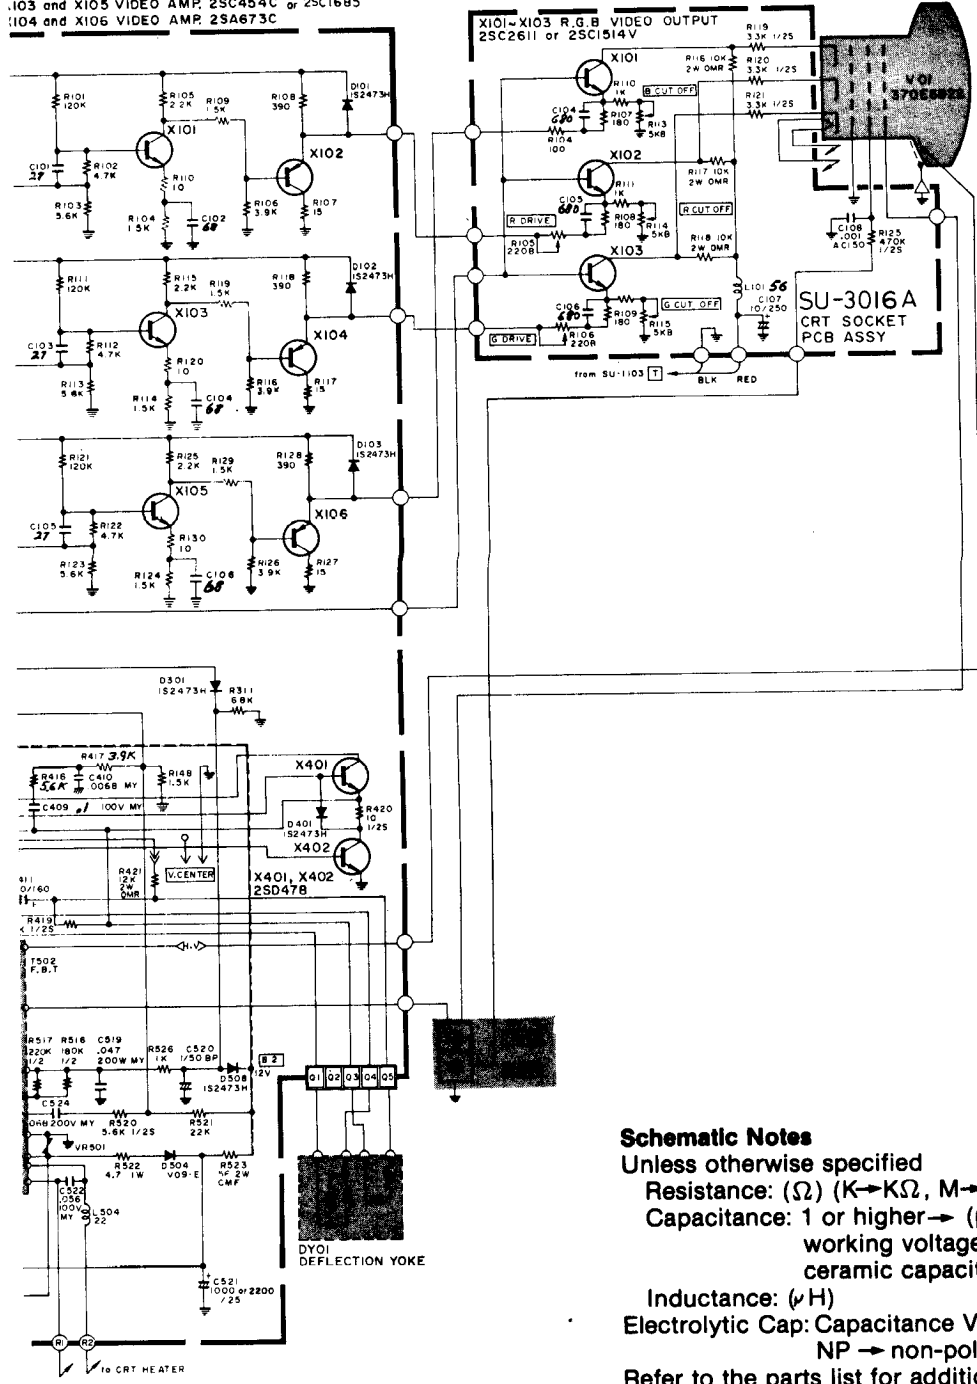 .103 and X105 VIDEO AMP. 2SC454C or 2SC1685
X104 and X106 VIDEO AMP. 2SA673C
X101~X103 R.G.B VIDEO OUTPUT
2SC2611 or 2SC1514V
R101
120K
R105
2.2K
R109
1.5K
R108
390
D101
1S2473H
X101
X102
C101
27
R102
4.7K
R103
5.6K
R110
10
R104
1.5K
C102
68
R106
3.9K
R107
15
R111
120K
R115
2.2K
R119
1.5K
R118
390
D102
1S2473H
X103
X104
C103
27
R112
4.7K
R113
5.6K
R120
10
R114
1.5K
C104
68
R116
3.9K
R117
15
R121
120K
R125
2.2K
R129
1.5K
R128
390
D103
1S2473H
X105
X106
C105
27
R122
4.7K
R123
5.6K
R130
10
R124
1.5K
C106
68
R126
3.9K
R127
15
X101
R110
1K
B.CUT OFF
C104
680
R107
180
R113
5KB
R104
100
R116 10K
2W OMR
R119
3.3K 1/2S
R120
3.3K 1/2S
R121
3.3K 1/2S
V01
X102
R111
1K
C105
680
R108
180
R114
5KB
R117 10K
2W OMR
R DRIVE
R105
220B
R CUT OFF
X103
R118 10K
2W OMR
C106
680
R109
180
R115
5KB
G CUT OFF
G DRIVE
R106
220B
L101 56
C107
10/250
C108
.001
AC150
R125
470K
1/2S
SU-3016A
CRT SOCKET
PCB ASSY
from SU-1103 T
BLK
RED
D301
1S2473H
R311
68K
R417 3.9K
R416
5.6K
C410
.0068 MY
R148
1.5K
C409 .1 100V MY
X401
D401
1S2473H
R420
10
1/2S
X402
R421
12K
2W
OMR
V.CENTER
X401, X402
2SD478
R419
K 1/2S
H.V
T502
F.B.T
R517
220K
1/2
R516
180K
1/2
C519
.047
200W MY
R526
1K
C520
1/50 BP
B 2
12V
D508
1S2473H
C524
.068 200V MY
R520
5.6K 1/2S
R521
22K
VR501
R522
4.7 1W
D504
V09-E
R523
2W
CMF
C522
.056
100V
MY
L504
22
Q1 Q2 Q3 Q4 Q5
DY01
DEFLECTION YOKE
C521
1000 or 2200
/25
R1 R2
to CRT HEATER
Schematic Notes
Unless otherwise specified
Resistance: (Ω) (K→KΩ, M→
Capacitance: 1 or higher→
working voltage
ceramic capacit
Inductance: (μH)
Electrolytic Cap: Capacitance V
NP → non-pol
Refer to the parts list for additio